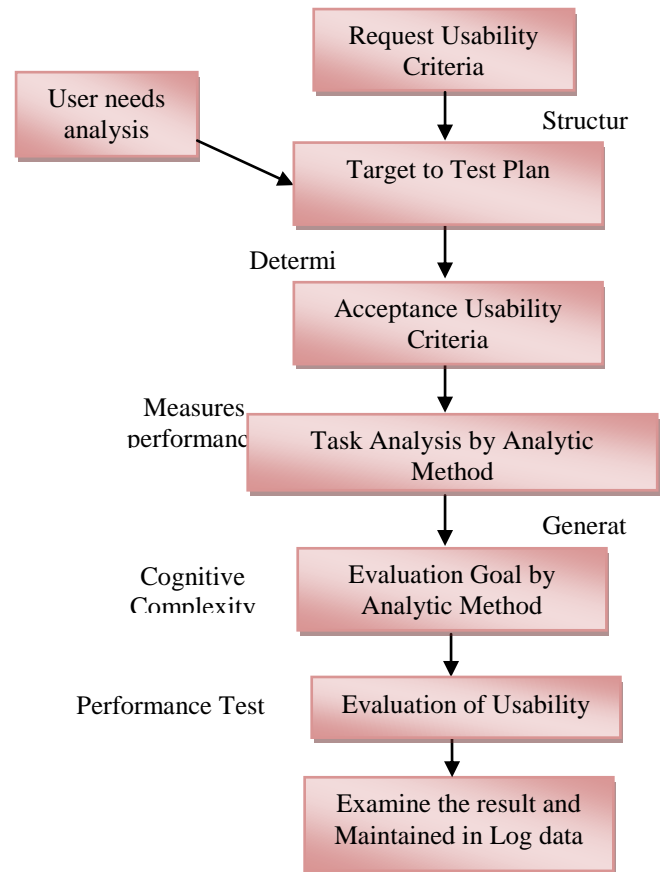 Request Usability
Criteria
User needs
analysis
Structur
Target to Test Plan
Determi
Acceptance Usability
Criteria
Measures
performanc
Task Analysis by Analytic
Method
Generat
Cognitive
Complexity
Evaluation Goal by
Analytic Method
Performance Test
Evaluation of Usability
Examine the result and
Maintained in Log data